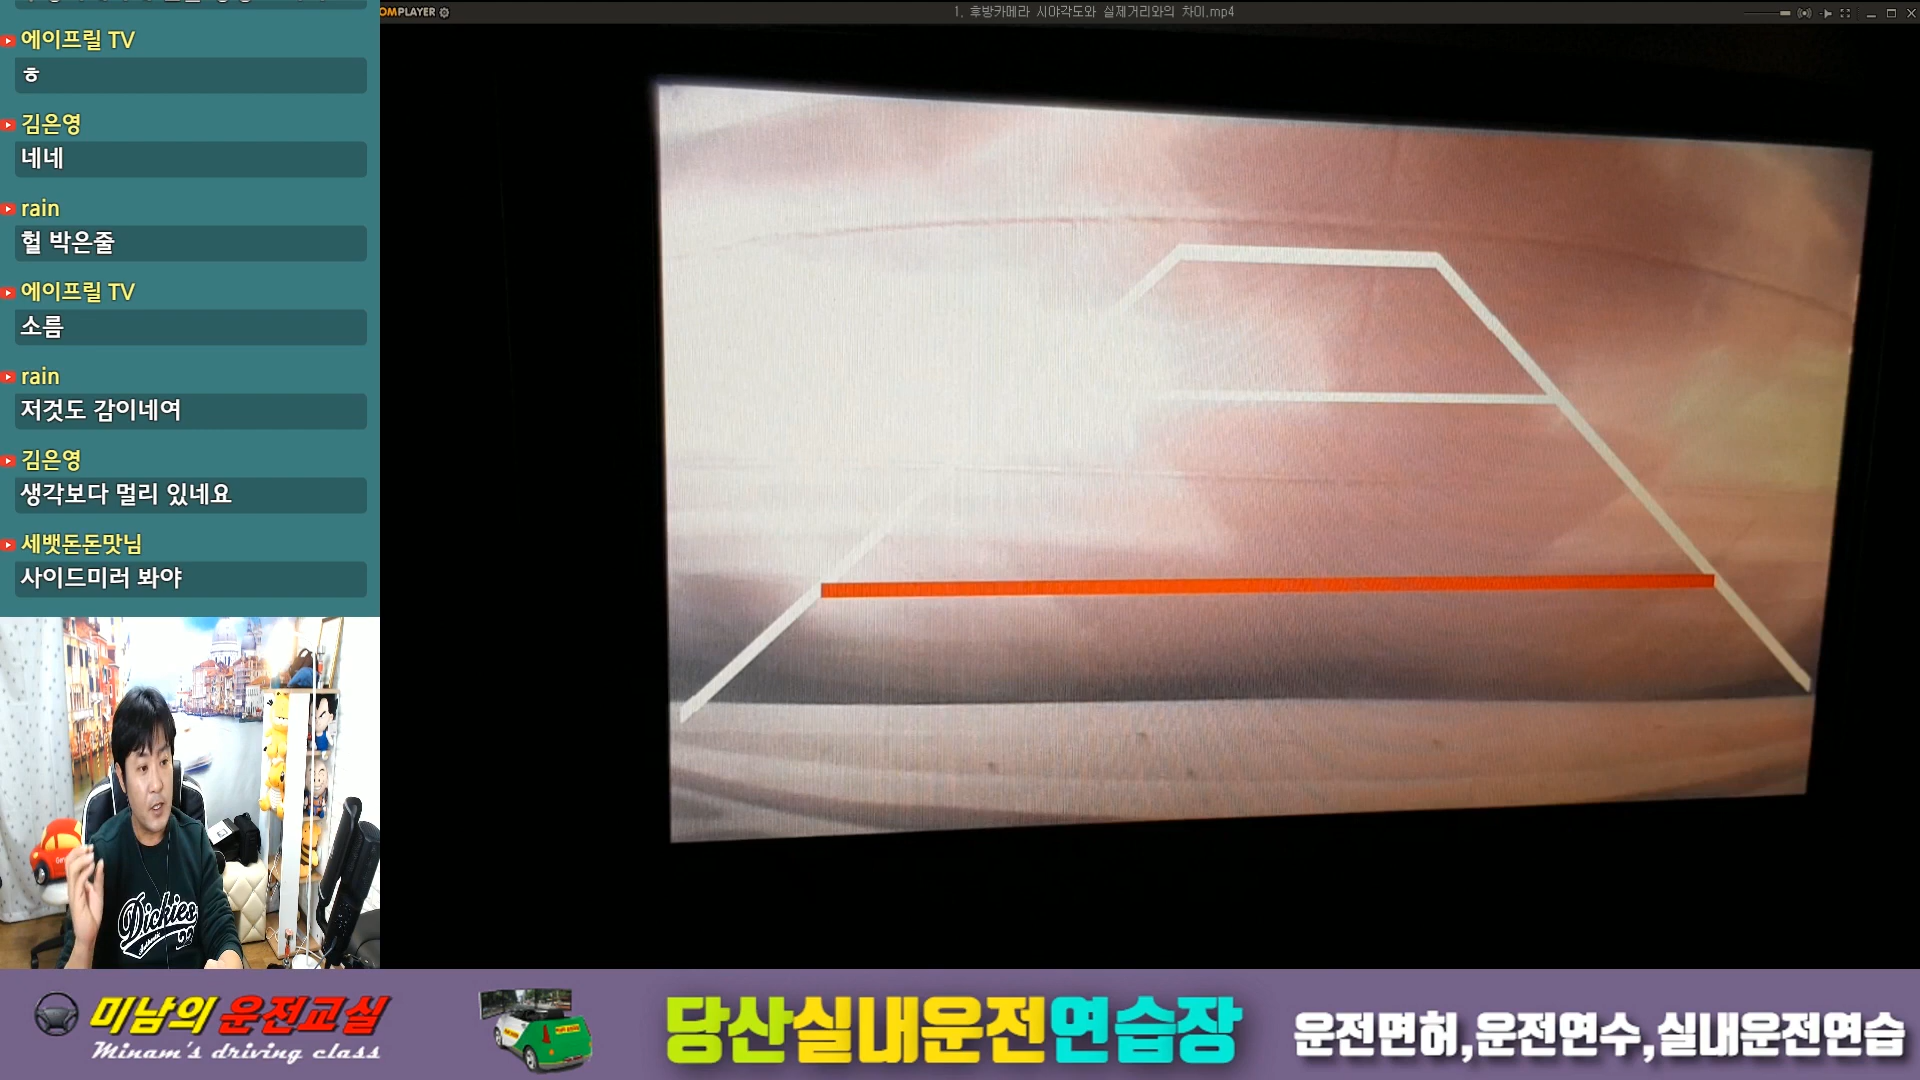 에이프릴 TV
ㅎ
김은영
네네
rain
헐 박은줄
에이프릴 TV
소름
rain
저것도 감이네여
김은영
생각보다 멀리 있네요
세뱃돈돈맛님
사이드미러 봐야
OMPLAYER
1. 후방카메라 시야각도와 실제거리와의 차이.mp4
Dickies
미남의 운전교실
Minam's driving class
당산실내운전연습장
운전면허,운전연수,실내운전연습